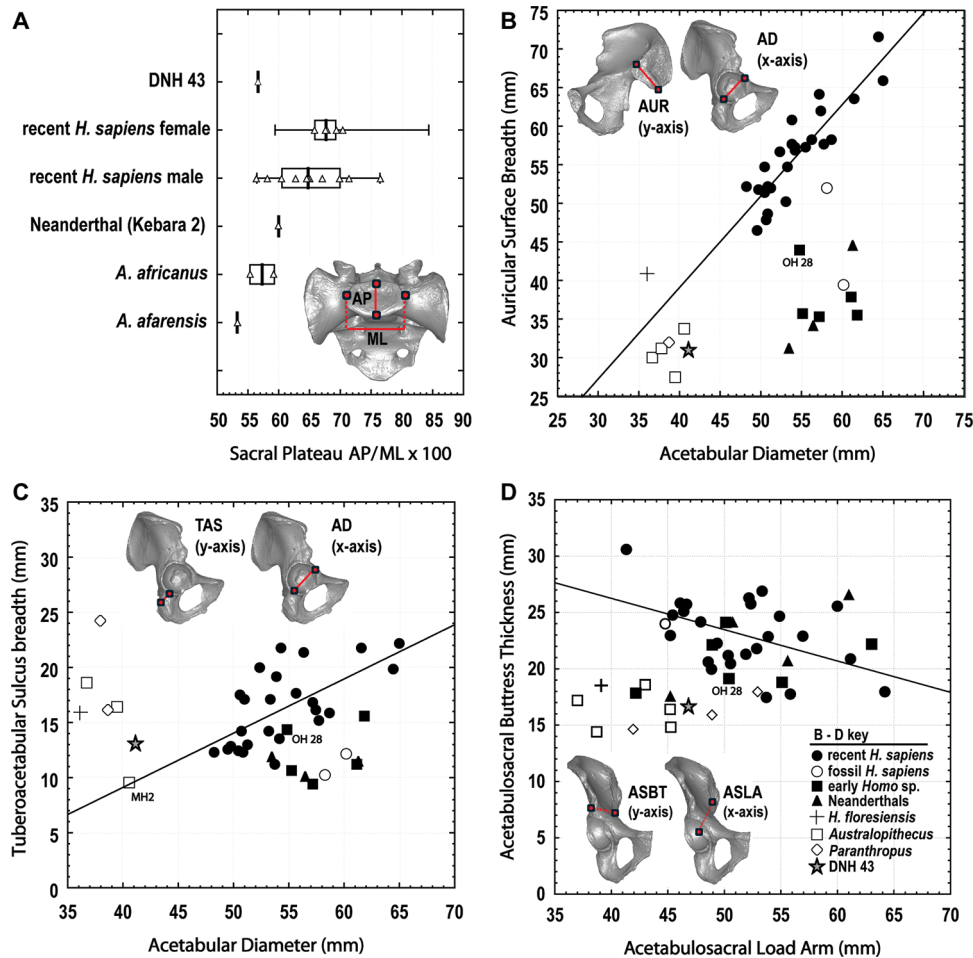 A
DNH 43
recent H. sapiens female
recent H. sapiens male
Neanderthal (Kebara 2)
A. africanus
A. afarensis
AP
ML
50 55 60 65 70 75 80 85 90
Sacral Plateau AP/ML x 100
B
Auricular Surface Breadth (mm)
75
70
65
60
55
50
45
40
35
30
25
AUR
(y-axis)
AD
(x-axis)
OH 28
25 30 35 40 45 50 55 60 65 70 75
Acetabular Diameter (mm)
C
Tuberoacetabular Sulcus breadth (mm)
35
30
25
20
15
10
5
0
TAS
(y-axis)
AD
(x-axis)
OH 28
MH2
35 40 45 50 55 60 65 70
Acetabular Diameter (mm)
D
Acetabulosacral Buttress Thickness (mm)
35
30
25
20
15
10
5
0
OH 28
ASBT
(y-axis)
ASLA
(x-axis)
B - D key
recent H. sapiens
fossil H. sapiens
early Homo sp.
Neanderthals
H. floresiensis
Australopithecus
Paranthropus
DNH 43
35 40 45 50 55 60 65 70
Acetabulosacral Load Arm (mm)